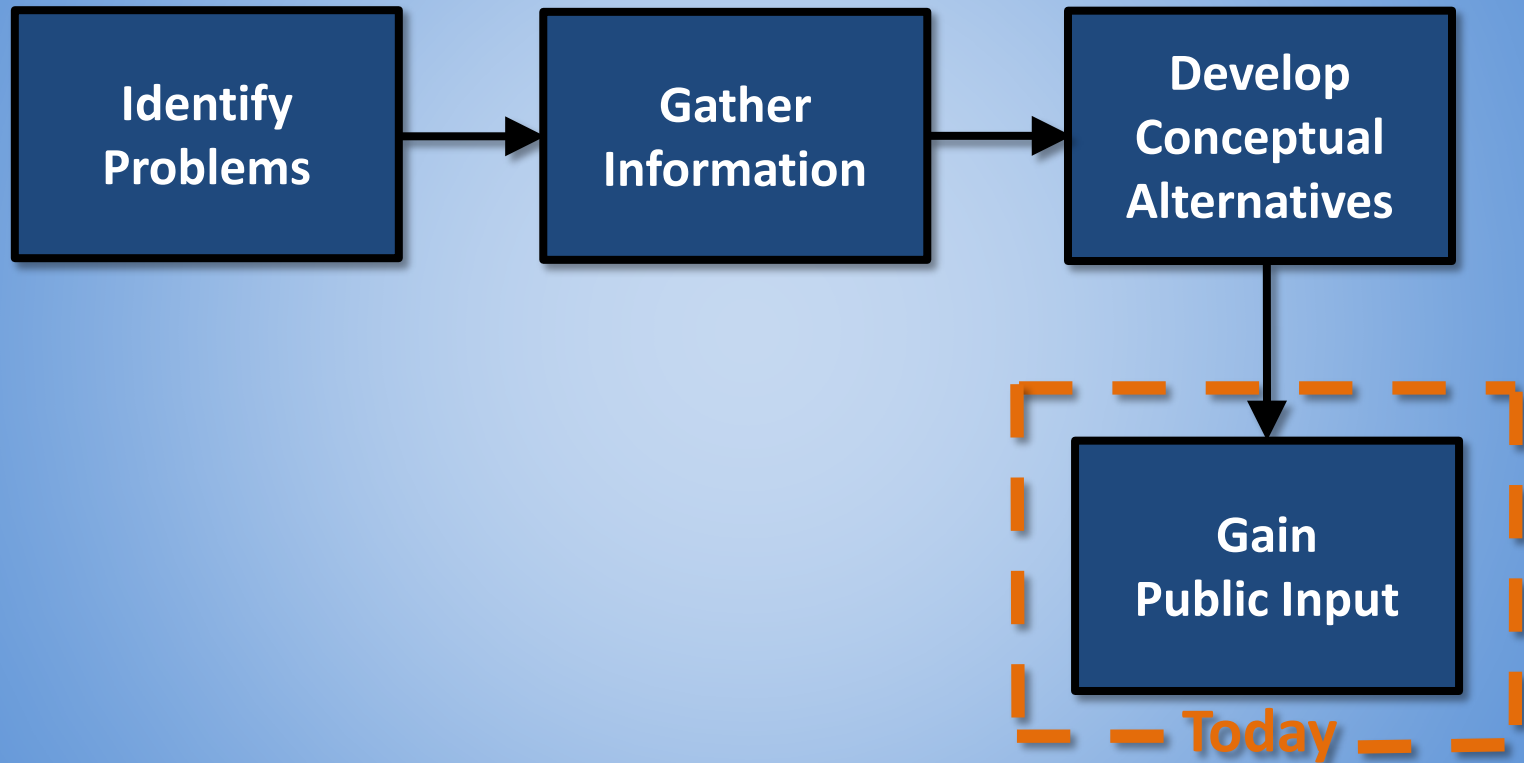 Identify
Problems
Gather
Information
Develop
Conceptual
Alternatives
Gain
Public Input
Today